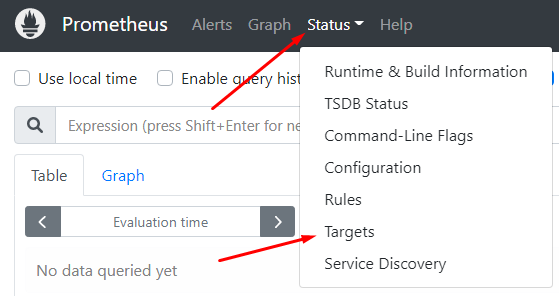 Prometheus Alerts Graph Status Help
Use local time Enable query hist
Runtime & Build Information
TSDB Status
Command-Line Flags
Configuration
Rules
Targets
Service Discovery
Expression (press Shift+Enter for ne
Table Graph
Evaluation time
No data queried yet